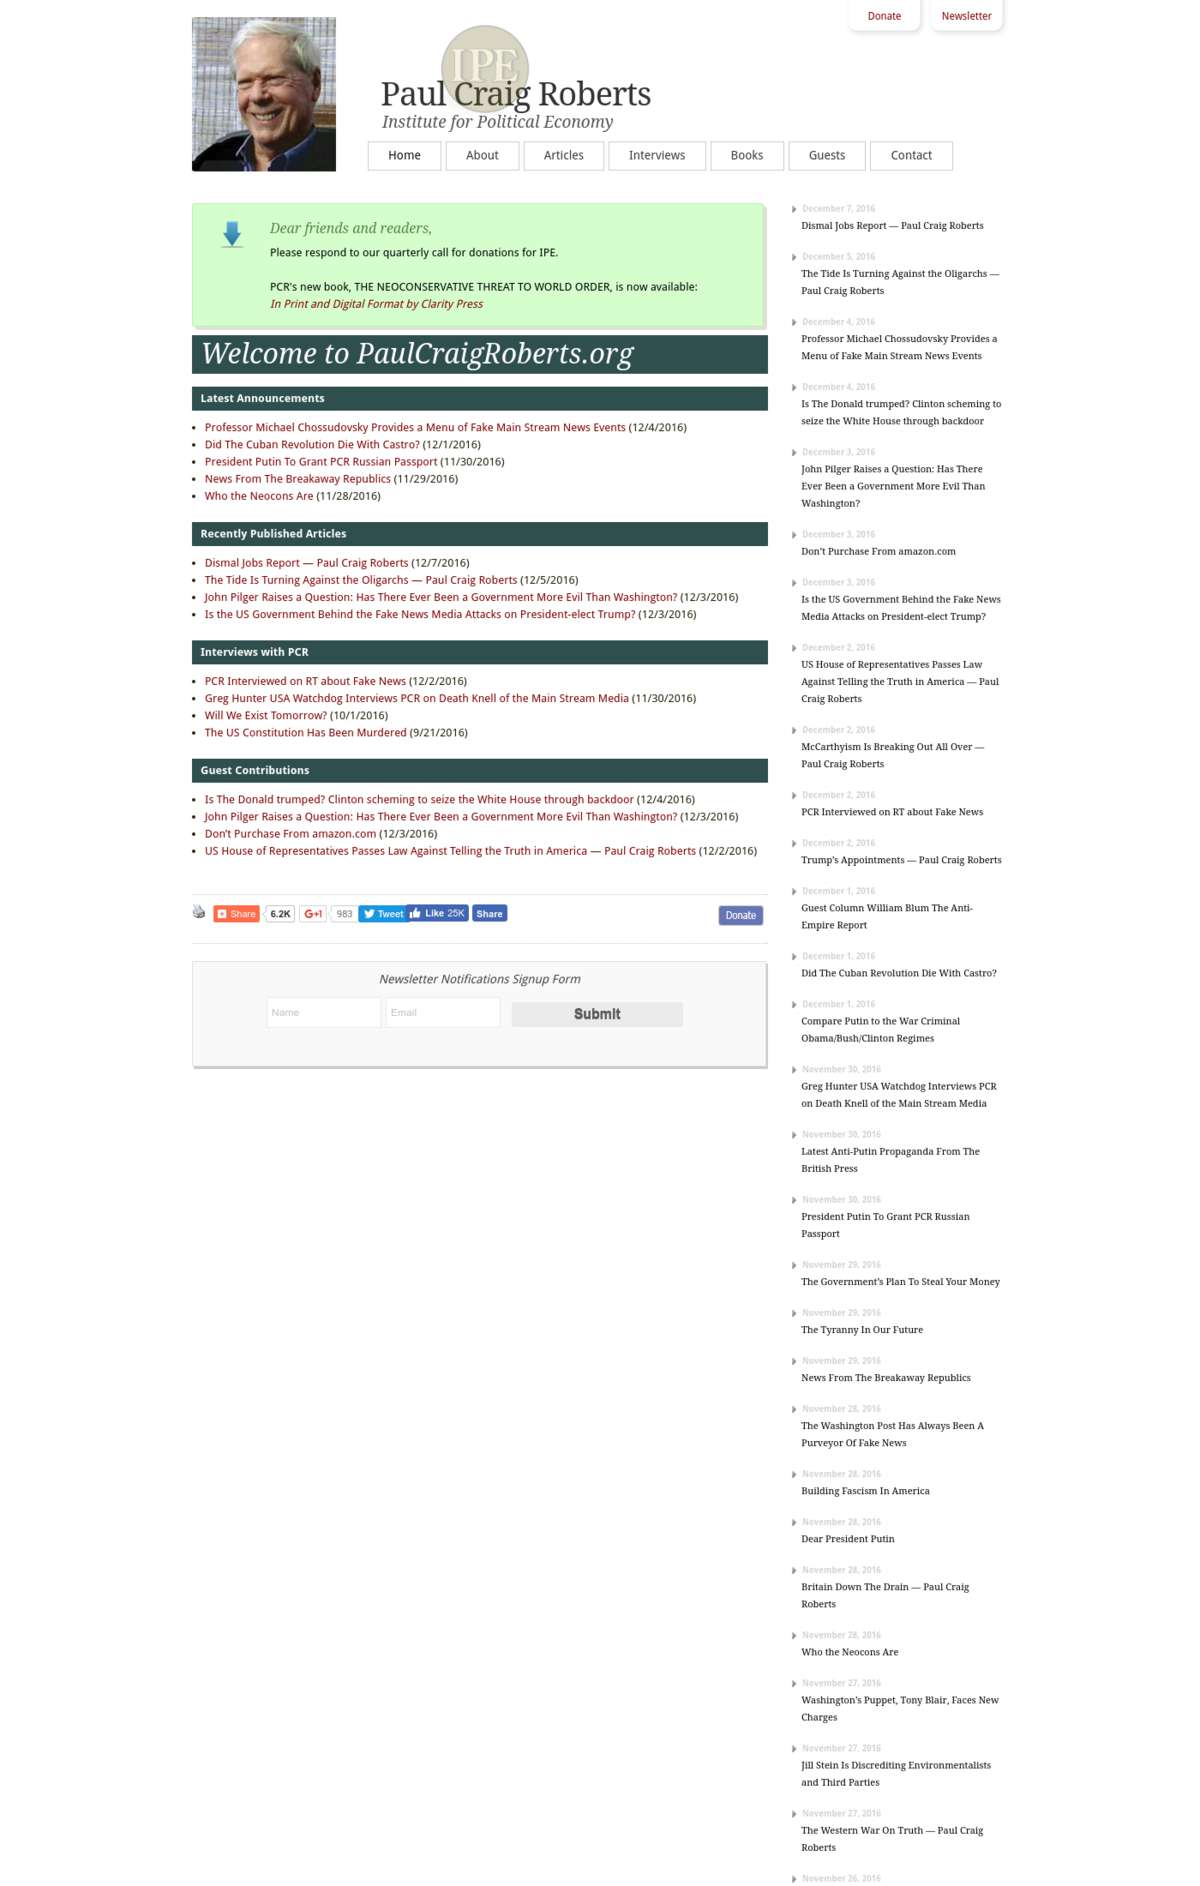 Donate
Newsletter
IPE
Paul Craig Roberts
Institute for Political Economy
Home
About
Articles
Interviews
Books
Guests
Contact
Dear friends and readers,
Please respond to our quarterly call for donations for IPE.
PCR's new book, THE NEOCONSERVATIVE THREAT TO WORLD ORDER, is now available:
In Print and Digital Format by Clarity Press
Welcome to PaulCraigRoberts.org
Latest Announcements
Professor Michael Chossudovsky Provides a Menu of Fake Main Stream News Events (12/4/2016)
Did The Cuban Revolution Die With Castro? (12/1/2016)
President Putin To Grant PCR Russian Passport (11/30/2016)
News From The Breakaway Republics (11/29/2016)
Who the Neocons Are (11/28/2016)
Recently Published Articles
Dismal Jobs Report — Paul Craig Roberts (12/7/2016)
The Tide Is Turning Against the Oligarchs — Paul Craig Roberts (12/5/2016)
John Pilger Raises a Question: Has There Ever Been a Government More Evil Than Washington? (12/3/2016)
Is the US Government Behind the Fake News Media Attacks on President-elect Trump? (12/3/2016)
Interviews with PCR
PCR Interviewed on RT about Fake News (12/2/2016)
Greg Hunter USA Watchdog Interviews PCR on Death Knell of the Main Stream Media (11/30/2016)
Will We Exist Tomorrow? (10/1/2016)
The US Constitution Has Been Murdered (9/21/2016)
Guest Contributions
Is The Donald trumped? Clinton scheming to seize the White House through backdoor (12/4/2016)
John Pilger Raises a Question: Has There Ever Been a Government More Evil Than Washington? (12/3/2016)
Don't Purchase From amazon.com (12/3/2016)
US House of Representatives Passes Law Against Telling the Truth in America — Paul Craig Roberts (12/2/2016)
Share
6.2K
G+1
983
Tweet
Like 25K
Share
Donate
Newsletter Notifications Signup Form
Name
Email
Submit
December 7, 2016
Dismal Jobs Report — Paul Craig Roberts
December 5, 2016
The Tide Is Turning Against the Oligarchs —
Paul Craig Roberts
December 4, 2016
Professor Michael Chossudovsky Provides a
Menu of Fake Main Stream News Events
December 4, 2016
Is The Donald trumped? Clinton scheming to
seize the White House through backdoor
December 3, 2016
John Pilger Raises a Question: Has There
Ever Been a Government More Evil Than
Washington?
December 3, 2016
Don't Purchase From amazon.com
December 3, 2016
Is the US Government Behind the Fake News
Media Attacks on President-elect Trump?
December 2, 2016
US House of Representatives Passes Law
Against Telling the Truth in America — Paul
Craig Roberts
December 2, 2016
McCarthyism Is Breaking Out All Over —
Paul Craig Roberts
December 2, 2016
PCR Interviewed on RT about Fake News
December 2, 2016
Trump's Appointments — Paul Craig Roberts
December 1, 2016
Guest Column William Blum The Anti-
Empire Report
December 1, 2016
Did The Cuban Revolution Die With Castro?
December 1, 2016
Compare Putin to the War Criminal
Obama/Bush/Clinton Regimes
November 30, 2016
Greg Hunter USA Watchdog Interviews PCR
on Death Knell of the Main Stream Media
November 30, 2016
Latest Anti-Putin Propaganda From The
British Press
November 30, 2016
President Putin To Grant PCR Russian
Passport
November 29, 2016
The Government's Plan To Steal Your Money
November 29, 2016
The Tyranny In Our Future
November 29, 2016
News From The Breakaway Republics
November 28, 2016
The Washington Post Has Always Been A
Purveyor Of Fake News
November 28, 2016
Building Fascism In America
November 28, 2016
Dear President Putin
November 28, 2016
Britain Down The Drain — Paul Craig
Roberts
November 28, 2016
Who the Neocons Are
November 27, 2016
Washington's Puppet, Tony Blair, Faces New
Charges
November 27, 2016
Jill Stein Is Discrediting Environmentalists
and Third Parties
November 27, 2016
The Western War On Truth — Paul Craig
Roberts
November 26, 2016